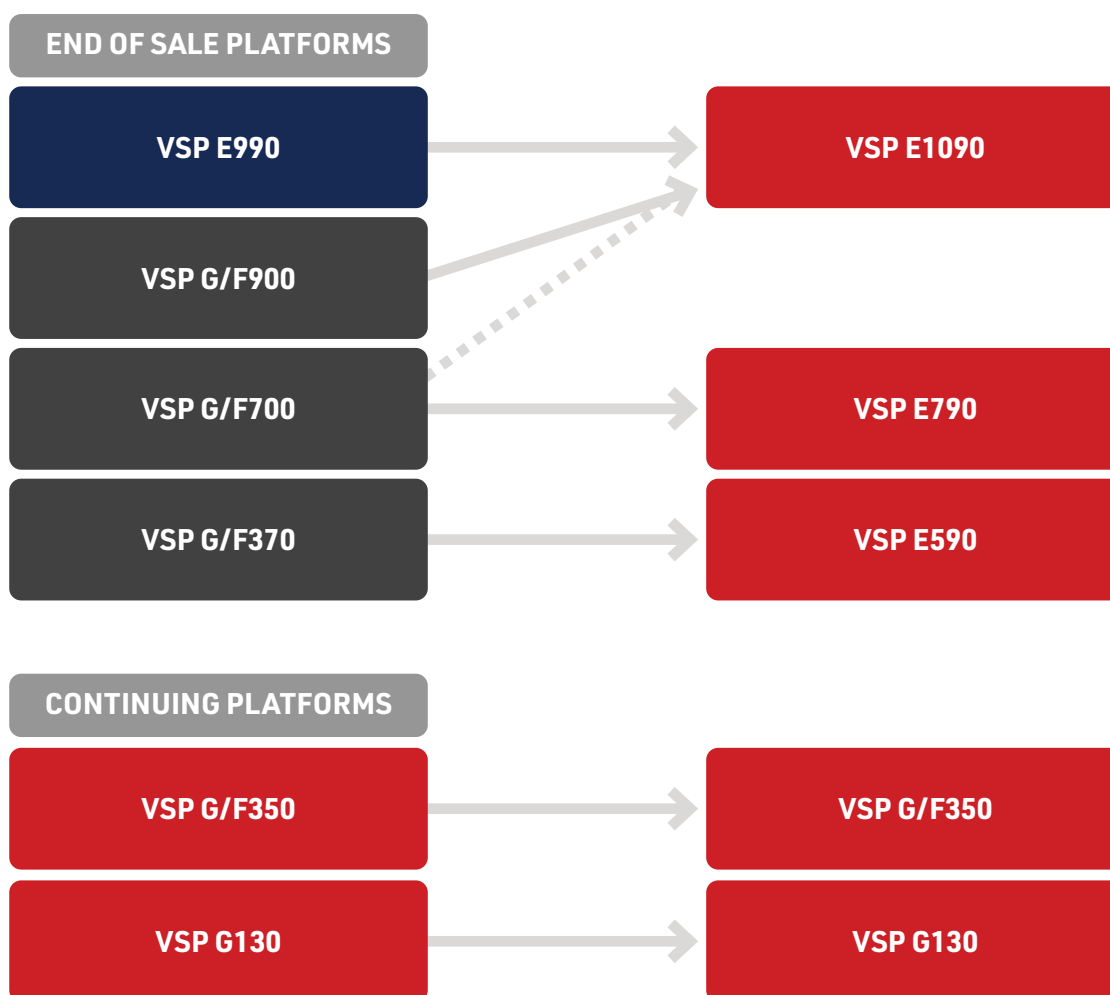 END OF SALE PLATFORMS
VSP E990
VSP E1090
VSP G/F900
VSP G/F700
VSP E790
VSP G/F370
VSP E590
CONTINUING PLATFORMS
VSP G/F350
VSP G/F350
VSP G130
VSP G130